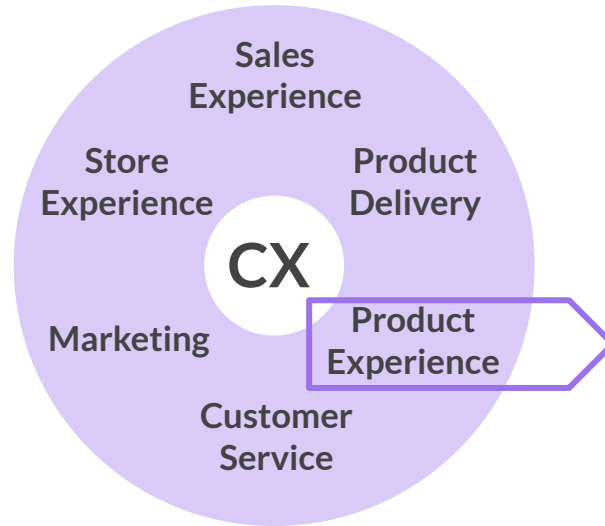 Sales
Experience
Store
Experience
Product
Delivery
CX
Marketing
Product
Experience
Customer
Service